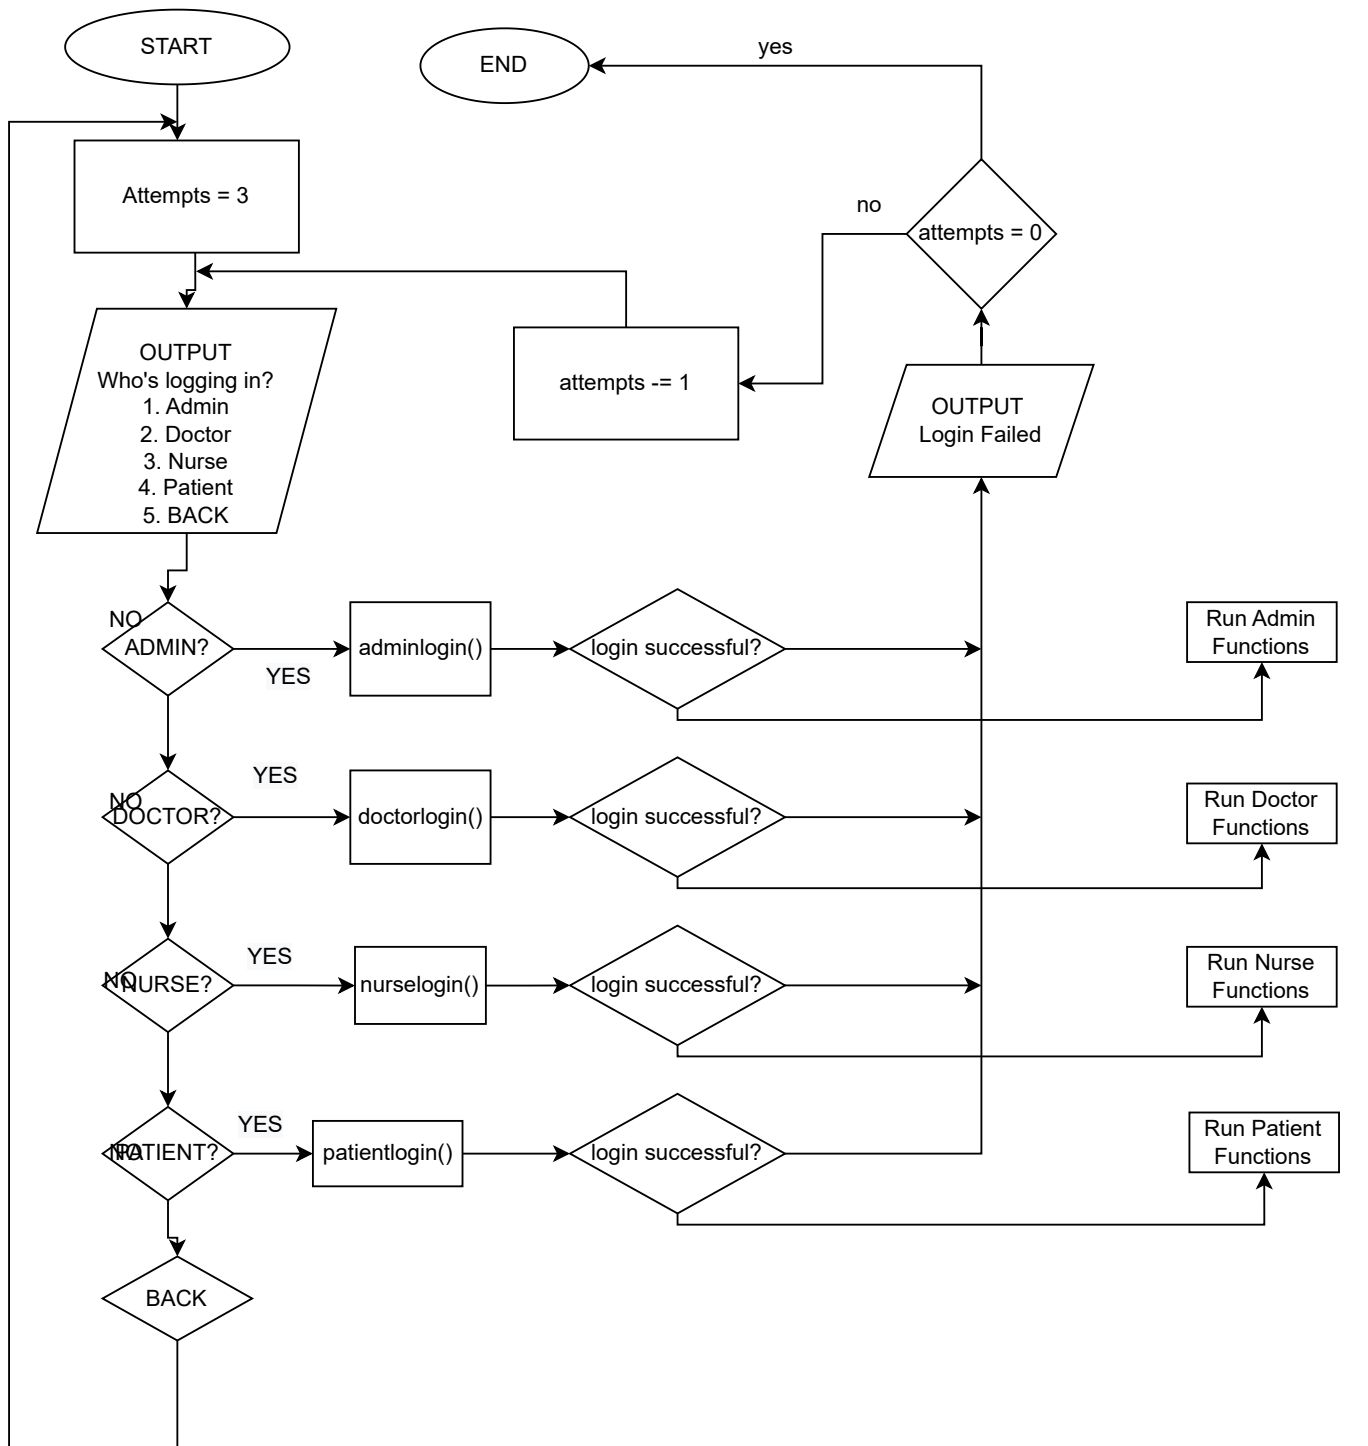 START
END
yes
Attempts = 3
no
attempts = 0
OUTPUT
Who's logging in?
1. Admin
2. Doctor
3. Nurse
4. Patient
5. BACK
attempts -= 1
OUTPUT
Login Failed
NO
ADMIN?
YES
adminlogin()
login successful?
Run Admin
Functions
NO
DOCTOR?
YES
doctorlogin()
login successful?
Run Doctor
Functions
NO
NURSE?
YES
nurselogin()
login successful?
Run Nurse
Functions
NO
PATIENT?
YES
patientlogin()
login successful?
Run Patient
Functions
BACK